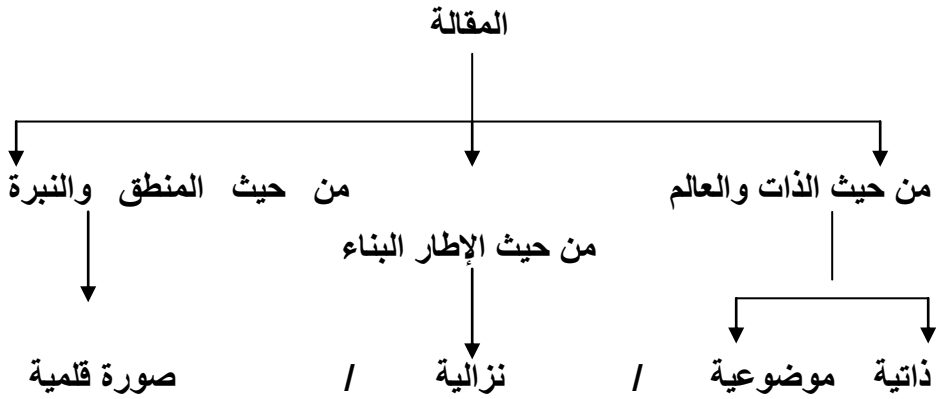 المقالة
من حيث الذات والعالم من حيث المنطق والنبرة
من حيث الإطار البناء
ذاتية موضوعية / نزالية / صورة قلمية